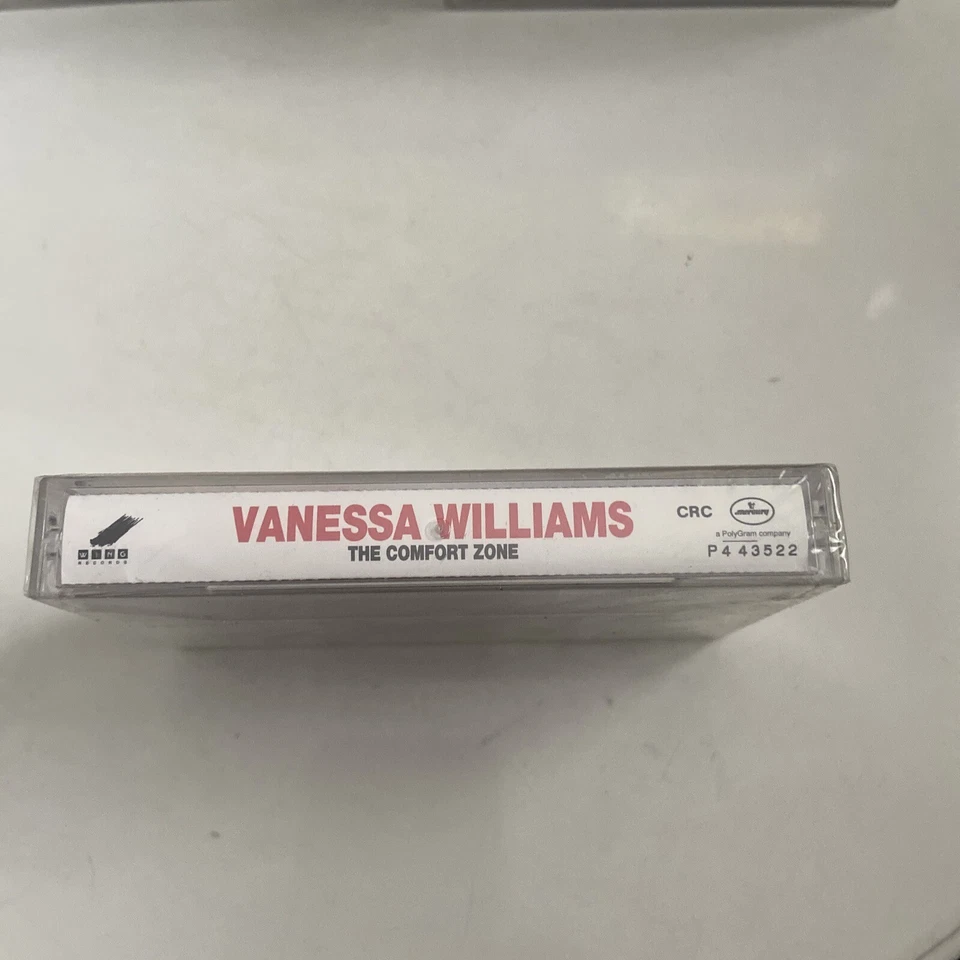 WING
RECORDS
VANESSA WILLIAMS
THE COMFORT ZONE
CRC
mercury
a PolyGram company
P4 43522